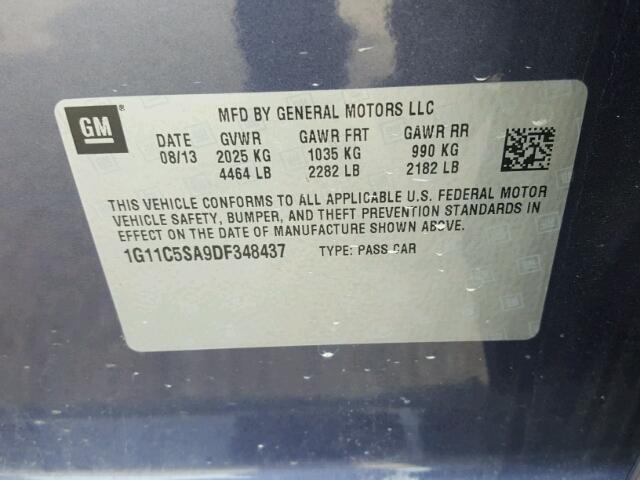 GM
MFD BY GENERAL MOTORS LLC
DATE GVWR GAWR FRT GAWR RR
08/13 2025 KG 1035 KG 990 KG
4464 LB 2282 LB 2182 LB
THIS VEHICLE CONFORMS TO ALL APPLICABLE U.S. FEDERAL MOTOR
VEHICLE SAFETY, BUMPER, AND THEFT PREVENTION STANDARDS IN
EFFECT ON THE DATE OF MANUFACTURE SHOWN ABOVE.
1G11C5SA9DF348437 TYPE: PASS CAR